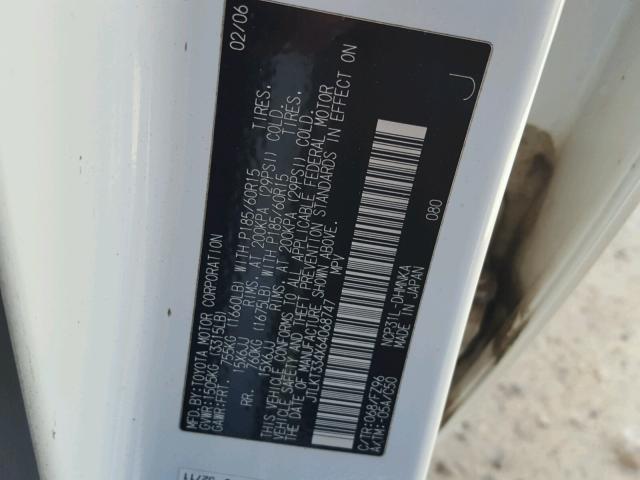 MFD.BY:TOYOTA MOTOR CORPORATION 02/06
GVWR:1505KG (3315LB)
GAWR:FRT. 755KG (1660LB) WITH P185/60R15 TIRES,
15X6JJ RIMS, AT 200KPA (29PSI) COLD.
RR. 760KG (1675LB) WITH P185/60R15 TIRES,
15X6JJ RIMS, AT 200KPA (29PSI) COLD.
THIS VEHICLE CONFORMS TO ALL APPLICABLE FEDERAL MOTOR
VEHICLE SAFETY AND THEFT PREVENTION STANDARDS IN EFFECT ON
THE DATE OF MANUFACTURE SHOWN ABOVE.
JTLKT334X64068747 MPV
080 J
C/TR:068/FZ96 NCP31L-DHMNKA
A/TM:-05A/C50 MADE IN JAPAN